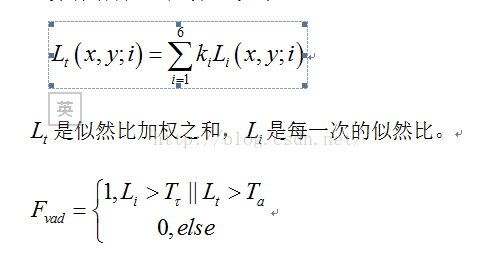 L_t(x, y; i) = \sum_{i=1}^{6} k_i L_i(x, y; i)
英
L_t 是似然比加权之和， L_i 是每一次的似然比。
http://blog.csdn.net/
F_{vad} = \begin{cases} 1, L_i > T_τ || L_t > T_a \\ 0, else \end{cases}